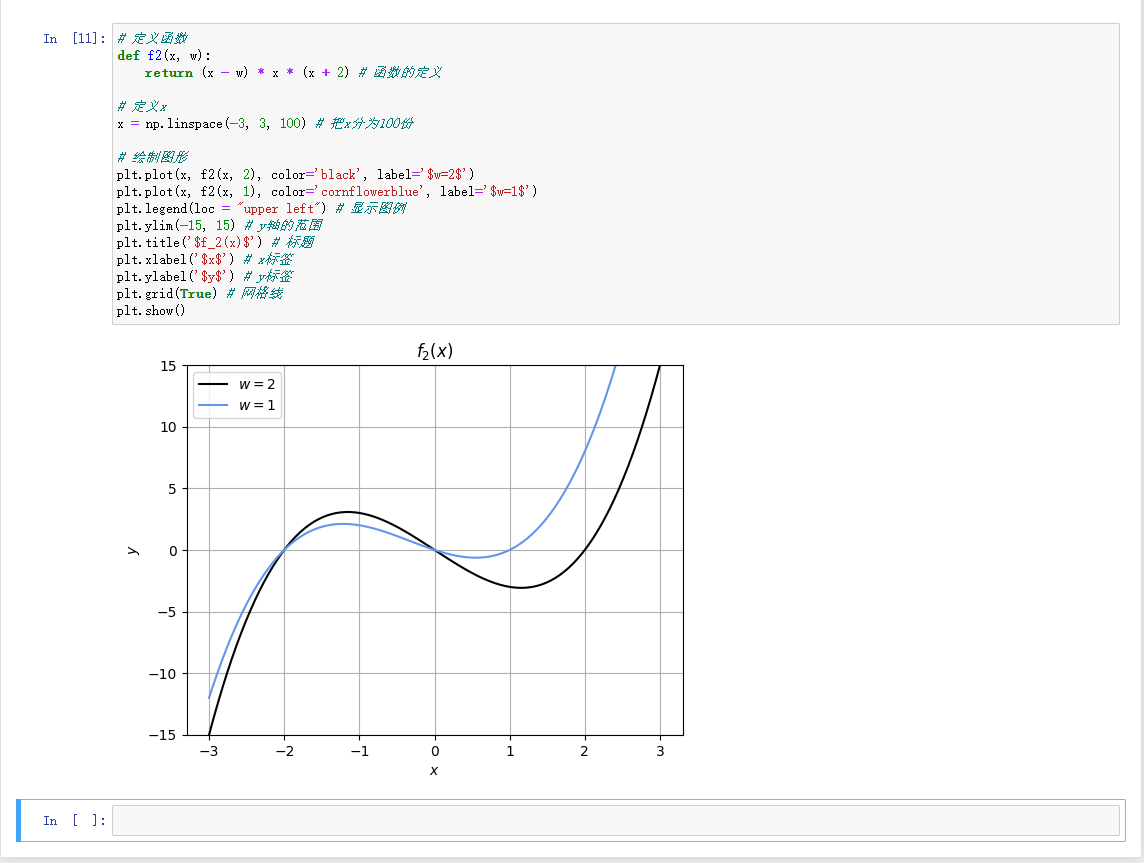 In [11]:
# 定义函数
def f2(x, w):
    return (x - w) * x * (x + 2) # 函数的定义
# 定义x
x = np.linspace(-3, 3, 100) # 把x分为100份
# 绘制图形
plt.plot(x, f2(x, 2), color='black', label='$w=2$')
plt.plot(x, f2(x, 1), color='cornflowerblue', label='$w=1$')
plt.legend(loc = "upper left") # 显示图例
plt.ylim(-15, 15) # y轴的范围
plt.title('$f_2(x)$') # 标题
plt.xlabel('$x$') # x标签
plt.ylabel('$y$') # y标签
plt.grid(True) # 网格线
plt.show()
f₂(x)
w = 2
w = 1
15
10
5
0
−5
−10
−15
y
−3 −2 −1 0 1 2 3
x
In [ ]: